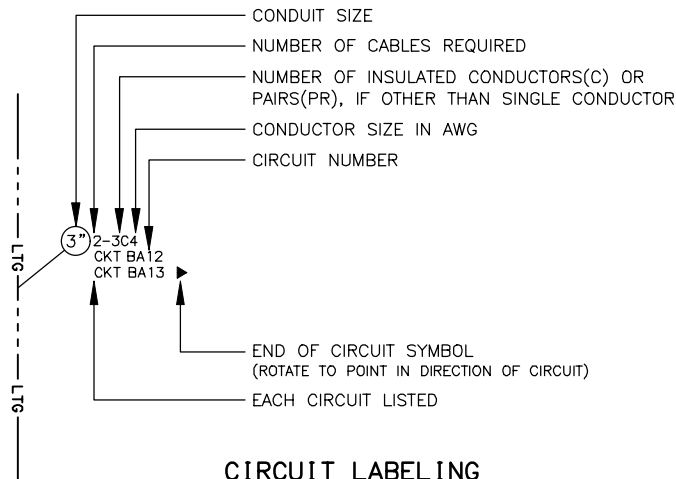 CONDUIT SIZE
NUMBER OF CABLES REQUIRED
NUMBER OF INSULATED CONDUCTORS(C) OR
PAIRS(PR), IF OTHER THAN SINGLE CONDUCTOR
CONDUCTOR SIZE IN AWG
CIRCUIT NUMBER
LTG
3" 2-3C4
CKT BA12
CKT BA13
END OF CIRCUIT SYMBOL
(ROTATE TO POINT IN DIRECTION OF CIRCUIT)
LTG
EACH CIRCUIT LISTED
CIRCUIT LABELING